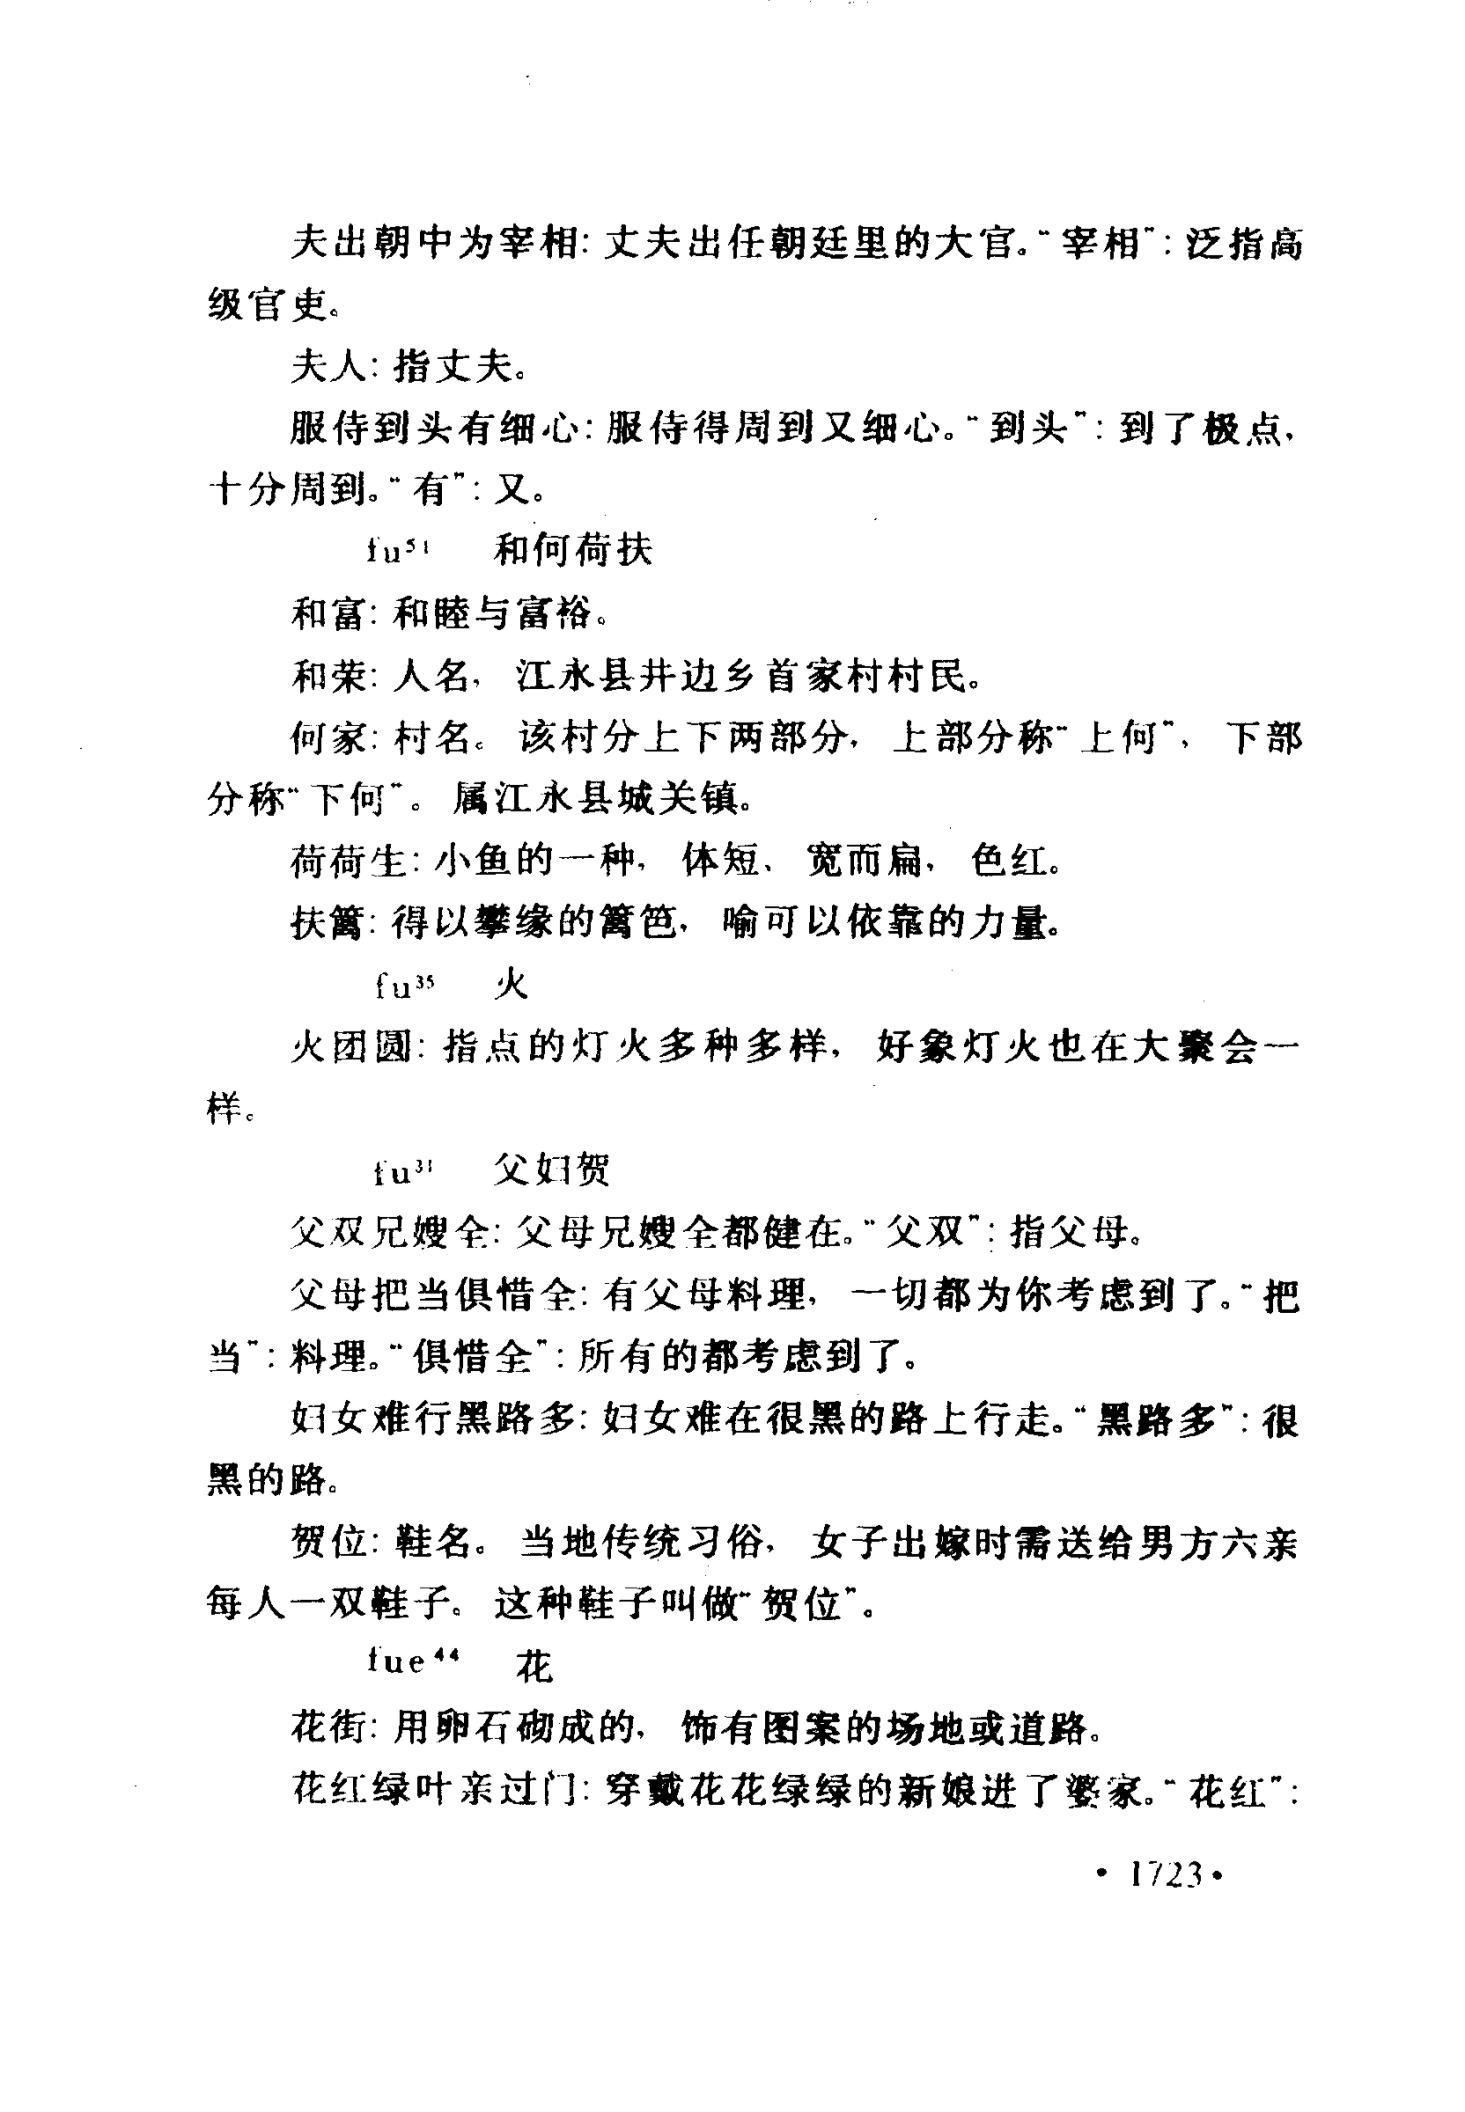 夫出朝中为宰相：丈夫出任朝廷里的大官。“宰相”：泛指高
级官吏。
夫人：指丈夫。
服侍到头有细心：服侍得周到又细心。“到头”：到了极点，
十分周到。“有”：又。
fu⁵¹ 和何荷扶
和富：和睦与富裕。
和荣：人名，江永县井边乡首家村村民。
何家：村名。该村分上下两部分，上部分称“上何”，下部
分称“下何”。属江永县城关镇。
荷荷生：小鱼的一种，体短、宽而扁，色红。
扶篱：得以攀缘的篱笆，喻可以依靠的力量。
fu³⁵ 火
火团圆：指点的灯火多种多样，好象灯火也在大聚会一
样。
fu³¹ 父妇贺
父双兄嫂全：父母兄嫂全都健在。“父双”：指父母。
父母把当俱惜全：有父母料理，一切都为你考虑到了。“把
当”：料理。“俱惜全”：所有的都考虑到了。
妇女难行黑路多：妇女难在很黑的路上行走。“黑路多”：很
黑的路。
贺位：鞋名。当地传统习俗，女子出嫁时需送给男方六亲
每人一双鞋子。这种鞋子叫做“贺位”。
fue⁴⁴ 花
花街：用卵石砌成的，饰有图案的场地或道路。
花红绿叶亲过门：穿戴花花绿绿的新娘进了婆家。“花红”：
·1723·